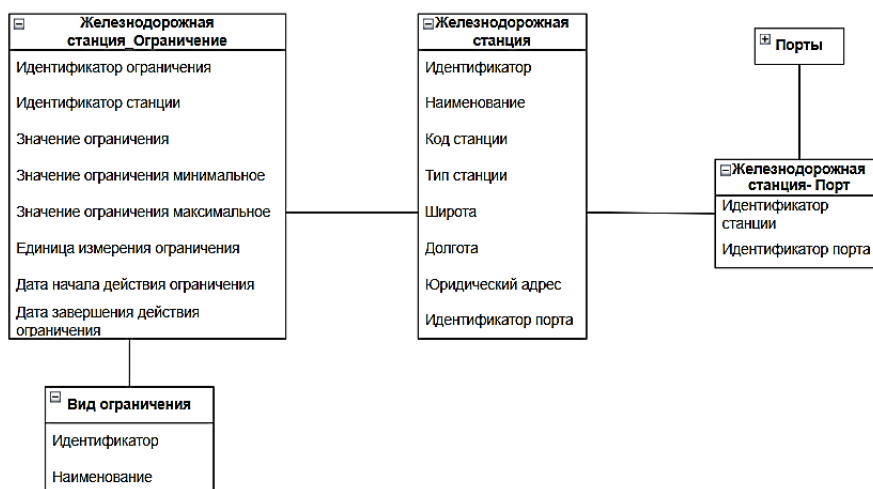 Железнодорожная
станция_Ограничение
Идентификатор ограничения
Идентификатор станции
Значение ограничения
Значение ограничения минимальное
Значение ограничения максимальное
Единица измерения ограничения
Дата начала действия ограничения
Дата завершения действия
ограничения
Вид ограничения
Идентификатор
Наименование
Железнодорожная
станция
Идентификатор
Наименование
Код станции
Тип станции
Широта
Долгота
Юридический адрес
Идентификатор порта
Порты
Железнодорожная
станция- Порт
Идентификатор
станции
Идентификатор порта